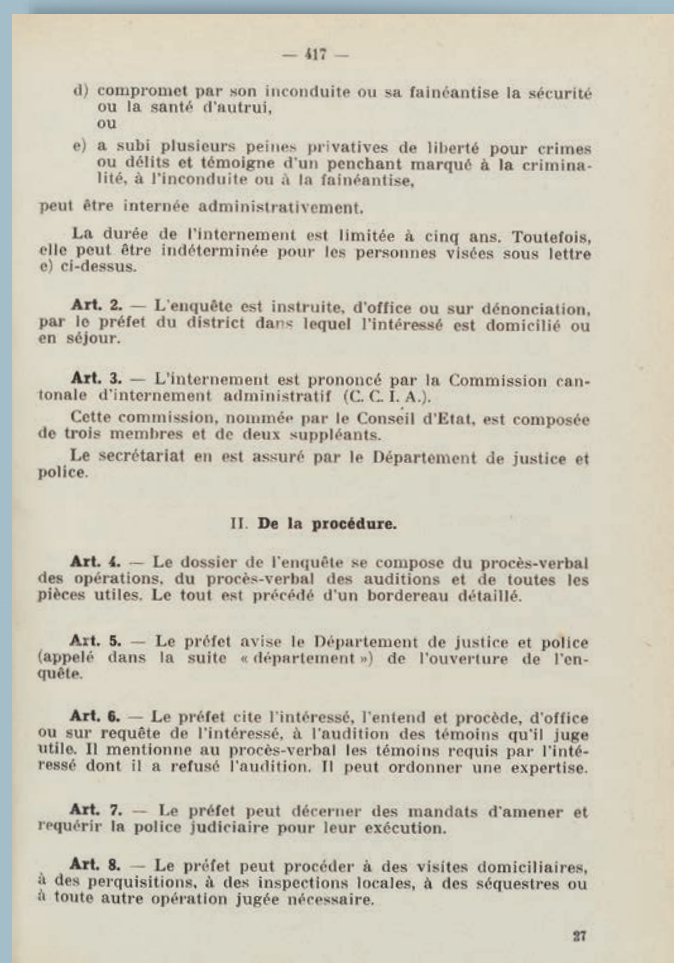 — 417 —
d) compromet par son inconduite ou sa fainéantise la sécurité
ou la santé d'autrui,
ou
e) a subi plusieurs peines privatives de liberté pour crimes
ou délits et témoigne d'un penchant marqué à la crimina-
lité, à l'inconduite ou à la fainéantise,
peut être internée administrativement.
La durée de l'internement est limitée à cinq ans. Toutefois,
elle peut être indéterminée pour les personnes visées sous lettre
e) ci-dessus.
Art. 2. — L'enquête est instruite, d'office ou sur dénonciation,
par le préfet du district dans lequel l'intéressé est domicilié ou
en séjour.
Art. 3. — L'internement est prononcé par la Commission can-
tonale d'internement administratif (C. C. I. A.).
Cette commission, nommée par le Conseil d'Etat, est composée
de trois membres et de deux suppléants.
Le secrétariat en est assuré par le Département de justice et
police.
II. De la procédure.
Art. 4. — Le dossier de l'enquête se compose du procès-verbal
des opérations, du procès-verbal des auditions et de toutes les
pièces utiles. Le tout est précédé d'un bordereau détaillé.
Art. 5. — Le préfet avise le Département de justice et police
(appelé dans la suite « département ») de l'ouverture de l'en-
quête.
Art. 6. — Le préfet cite l'intéressé, l'entend et procède, d'office
ou sur requête de l'intéressé, à l'audition des témoins qu'il juge
utile. Il mentionne au procès-verbal les témoins requis par l'inté-
ressé dont il a refusé l'audition. Il peut ordonner une expertise.
Art. 7. — Le préfet peut décerner des mandats d'amener et
requérir la police judiciaire pour leur exécution.
Art. 8. — Le préfet peut procéder à des visites domiciliaires,
à des perquisitions, à des inspections locales, à des séquestres ou
à toute autre opération jugée nécessaire.
27